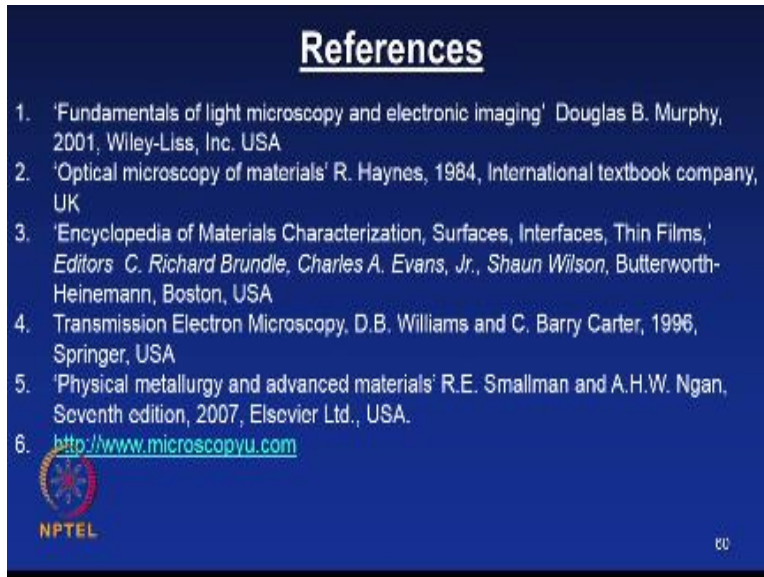 References
1. 'Fundamentals of light microscopy and electronic imaging' Douglas B. Murphy,
2001, Wiley-Liss, Inc. USA
2. 'Optical microscopy of materials' R. Haynes, 1984, International textbook company,
UK
3. 'Encyclopedia of Materials Characterization, Surfaces, Interfaces, Thin Films,'
Editors C. Richard Brundle, Charles A. Evans, Jr., Shaun Wilson, Butterworth-
Heinemann, Boston, USA
4. Transmission Electron Microscopy, D.B. Williams and C. Barry Carter, 1996,
Springer, USA
5. 'Physical metallurgy and advanced materials' R.E. Smallman and A.H.W. Ngan,
Seventh edition, 2007, Elsevier Ltd., USA.
6. http://www.microscopyu.com
NPTEL
60